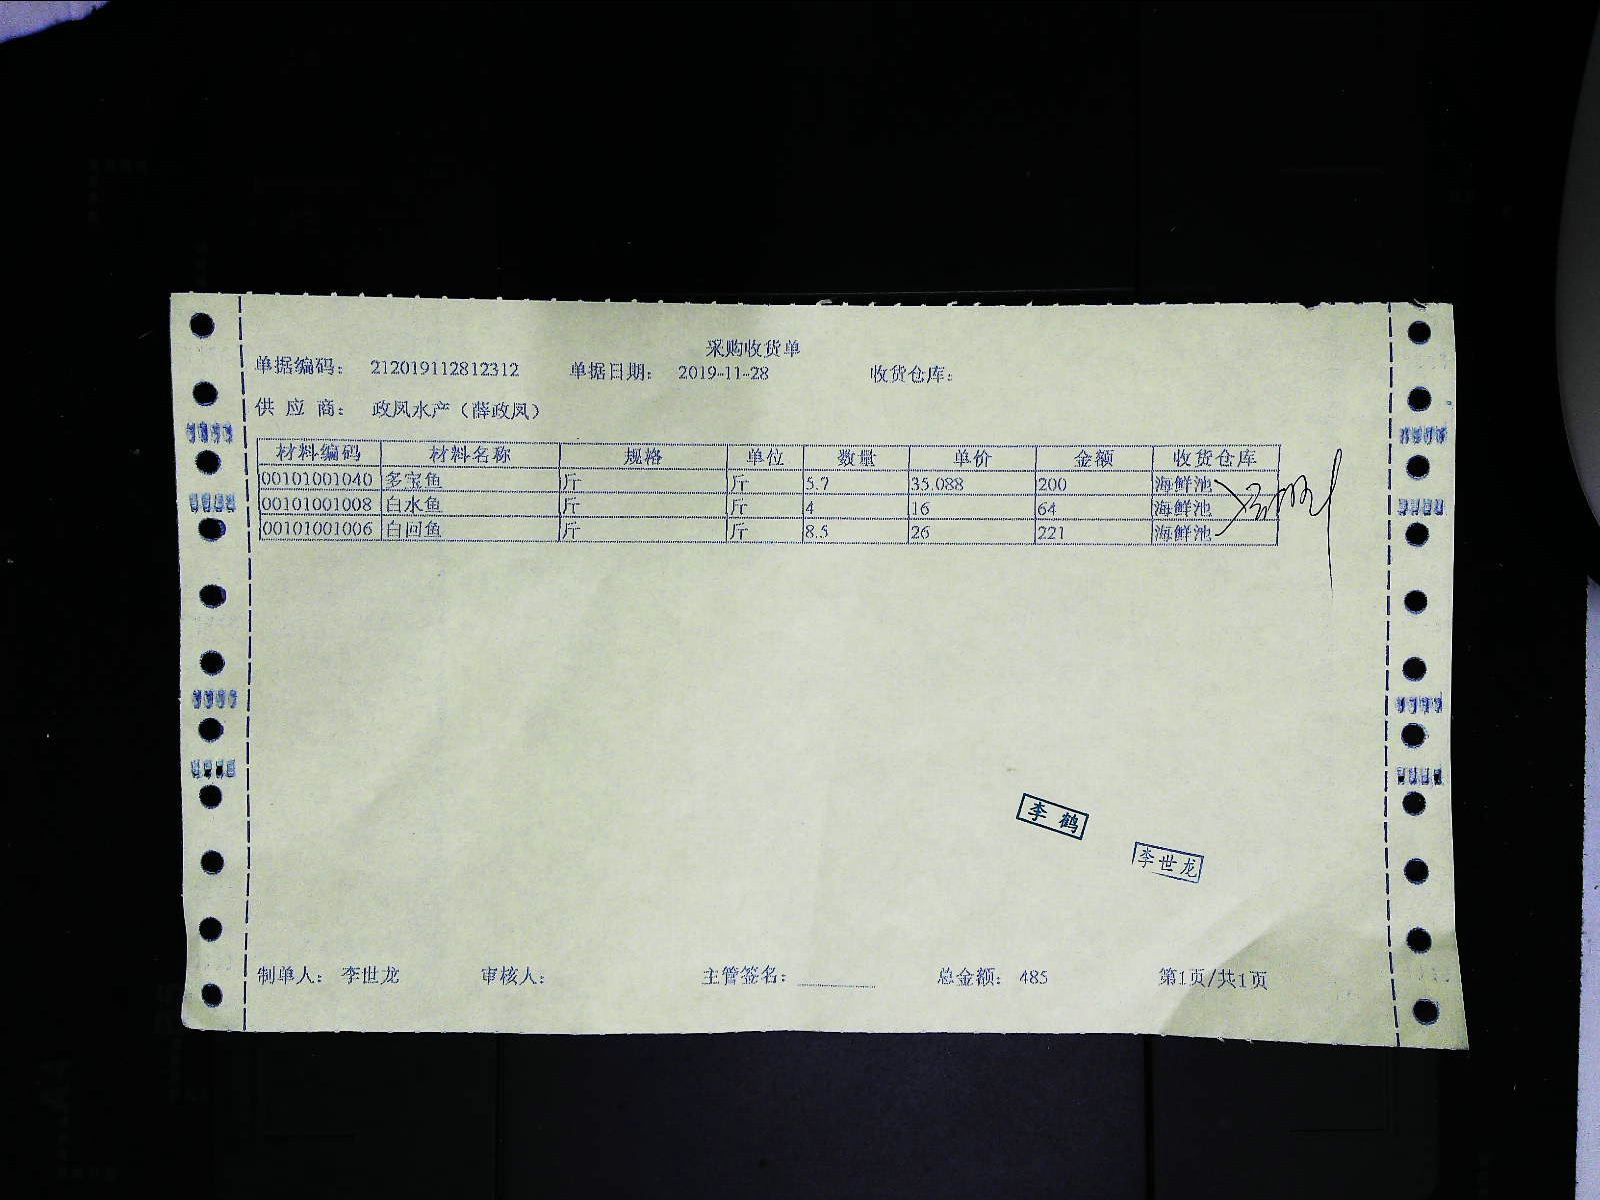 采购收货单
单据编码： 212019112812312 单据日期： 2019-11-28 收货仓库：
供 应 商： 政凤水产（薛政凤）
材料编码 材料名称 规格 单位 数量 单价 金额 收货仓库
00101001040 多宝鱼 斤 斤 5.7 35.088 200 海鲜池
00101001008 白水鱼 斤 斤 4 16 64 海鲜池
00101001006 白回鱼 斤 斤 8.5 26 221 海鲜池
李 鹤
李世龙
制单人： 李世龙 审核人： 主管签名： 总金额： 485 第1页/共1页